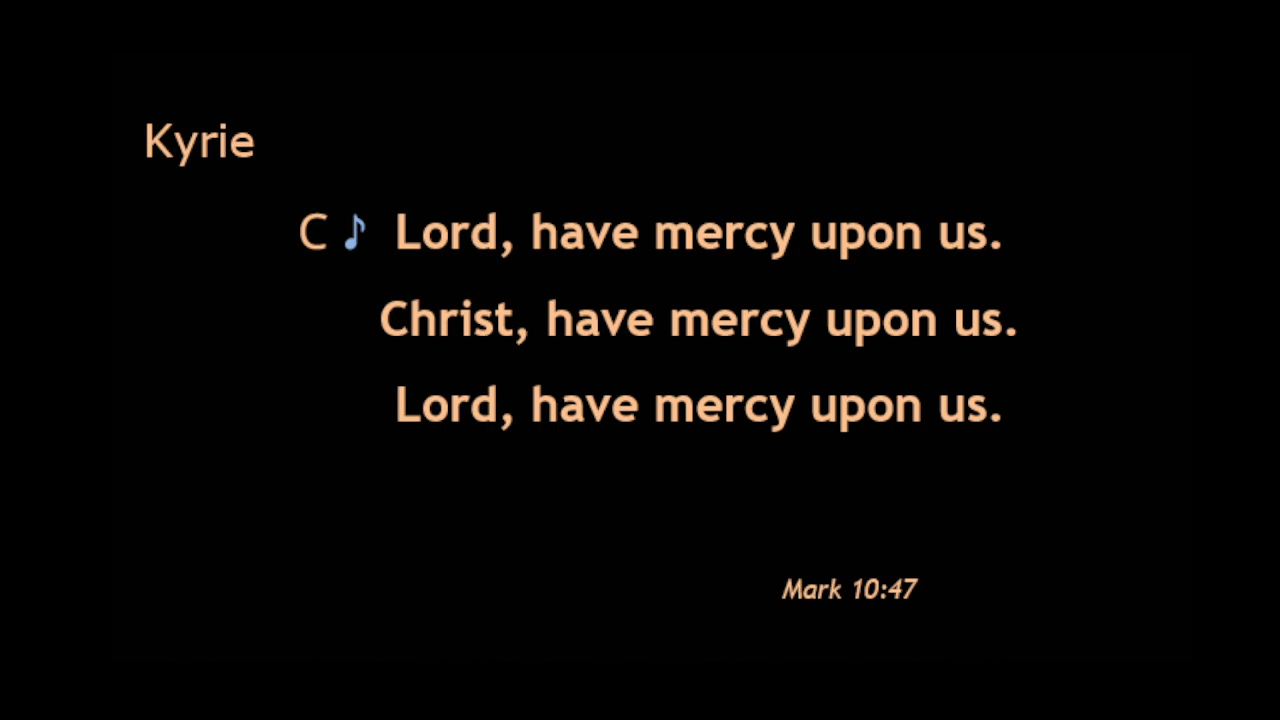 Kyrie
C ♪ Lord, have mercy upon us.
Christ, have mercy upon us.
Lord, have mercy upon us.
Mark 10:47